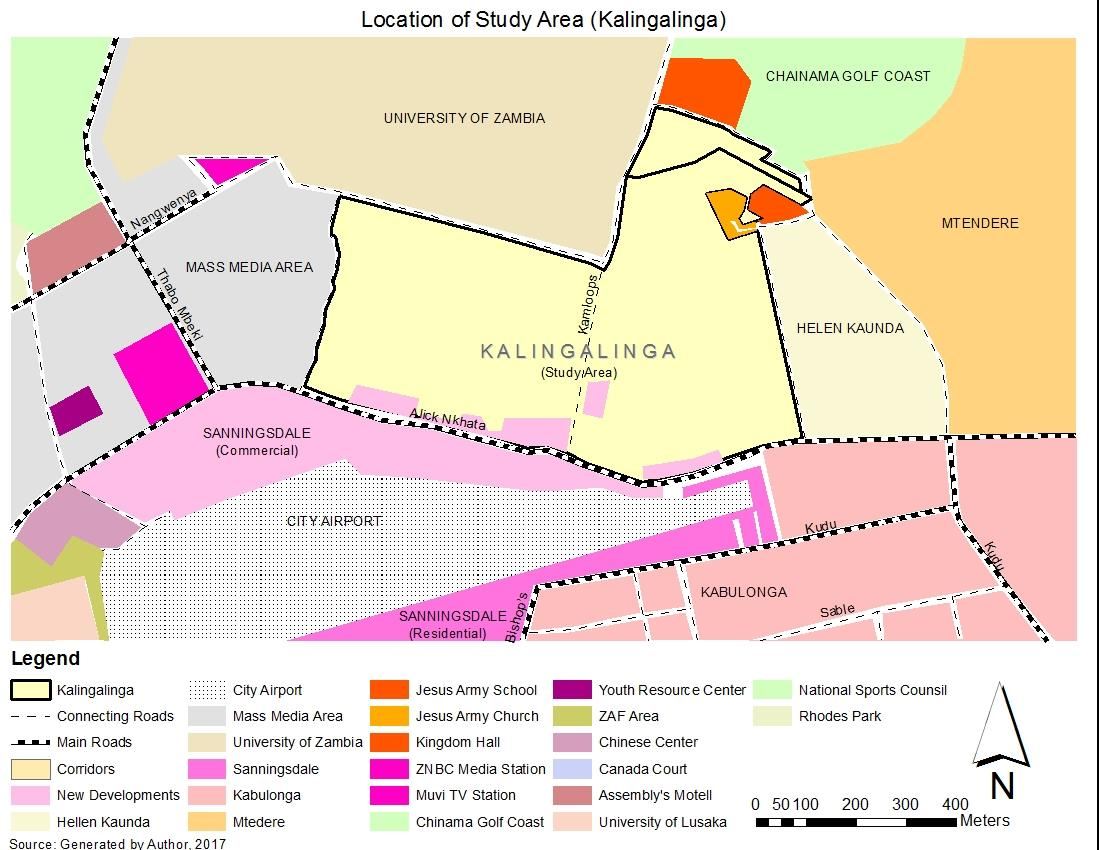 Location of Study Area (Kalingalinga)
CHAINAMA GOLF COAST
UNIVERSITY OF ZAMBIA
Nangwenya
MTENDERE
MASS MEDIA AREA
Thabo Mbeki
Kamloops
HELEN KAUNDA
KALINGALINGA
(Study Area)
Alick Nkhata
SANNINGSDALE
(Commercial)
CITY AIRPORT
Kudu
Kudu
KABULONGA
Bishop's
SANNINGSDALE
(Residential)
Sable
Legend
Kalingalinga
Connecting Roads
Main Roads
Corridors
New Developments
Hellen Kaunda
City Airport
Mass Media Area
University of Zambia
Sanningsdale
Kabulonga
Mtedere
Jesus Army School
Jesus Army Church
Kingdom Hall
ZNBC Media Station
Muvi TV Station
Chinama Golf Coast
Youth Resource Center
ZAF Area
Chinese Center
Canada Court
Assembly's Motell
University of Lusaka
National Sports Counsil
Rhodes Park
N
0 50 100 200 300 400
Meters
Source: Generated by Author, 2017